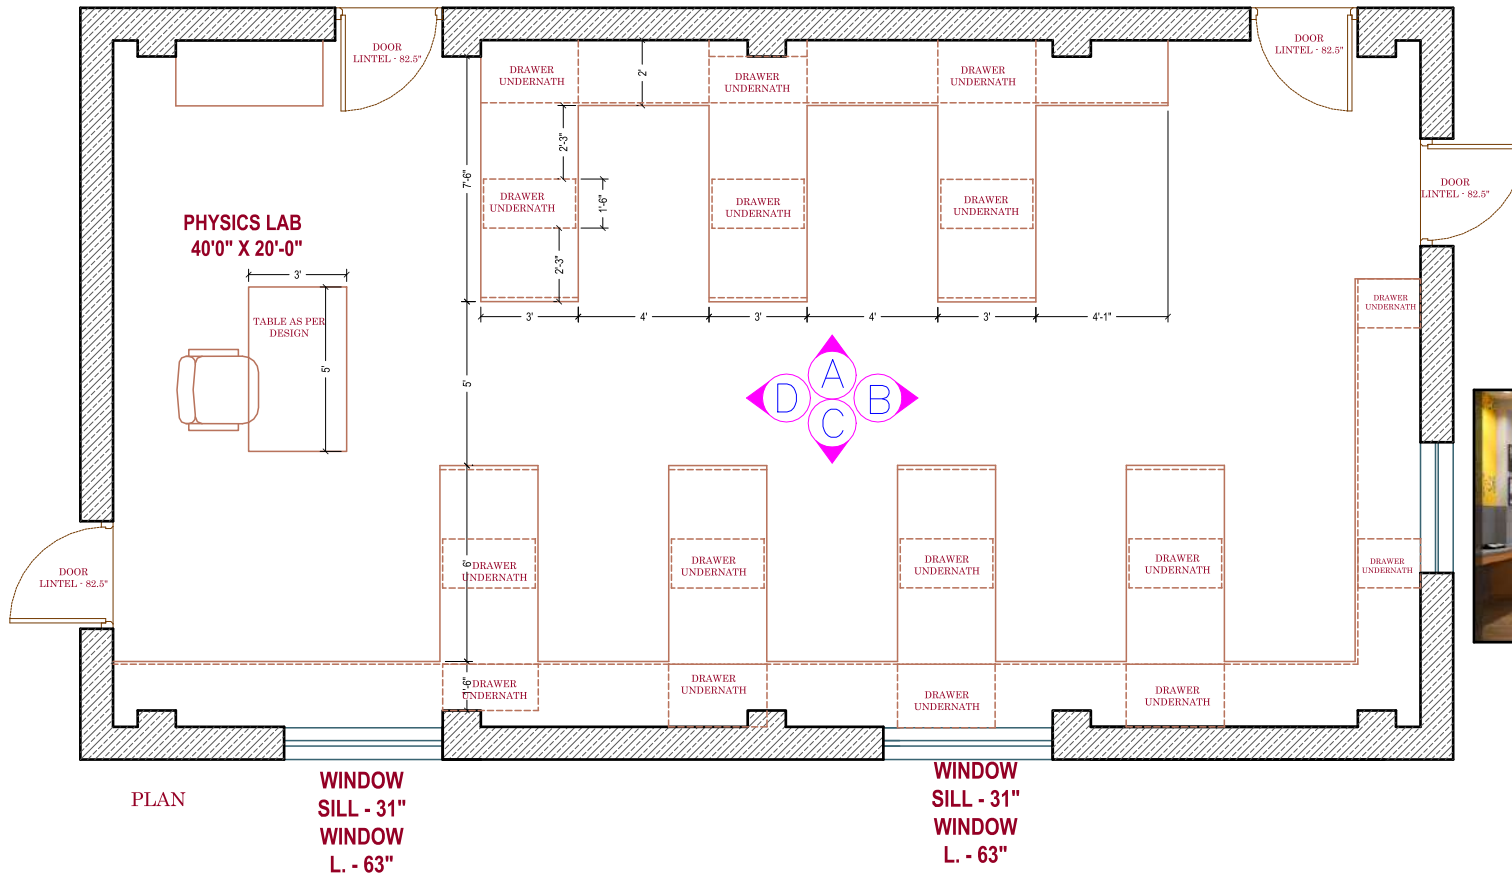 DOOR
LINTEL - 82.5"
DOOR
LINTEL - 82.5"
DRAWER
UNDERNATH
DRAWER
UNDERNATH
DRAWER
UNDERNATH
2'
2'-3"
7'-6"
DRAWER
UNDERNATH
1'-6"
DRAWER
UNDERNATH
DRAWER
UNDERNATH
DOOR
LINTEL - 82.5"
PHYSICS LAB
40'0" X 20'-0"
2'-3"
3'
3'
4'
3'
4'
3'
4'-1"
DRAWER
UNDERNATH
TABLE AS PER
DESIGN
5'
5'
A
D
B
C
DOOR
LINTEL - 82.5"
DRAWER
UNDERNATH
6'
DRAWER
UNDERNATH
DRAWER
UNDERNATH
DRAWER
UNDERNATH
DRAWER
UNDERNATH
DRAWER
UNDERNATH
1'-6"
DRAWER
UNDERNATH
DRAWER
UNDERNATH
DRAWER
UNDERNATH
PLAN
WINDOW
SILL - 31"
WINDOW
L. - 63"
WINDOW
SILL - 31"
WINDOW
L. - 63"